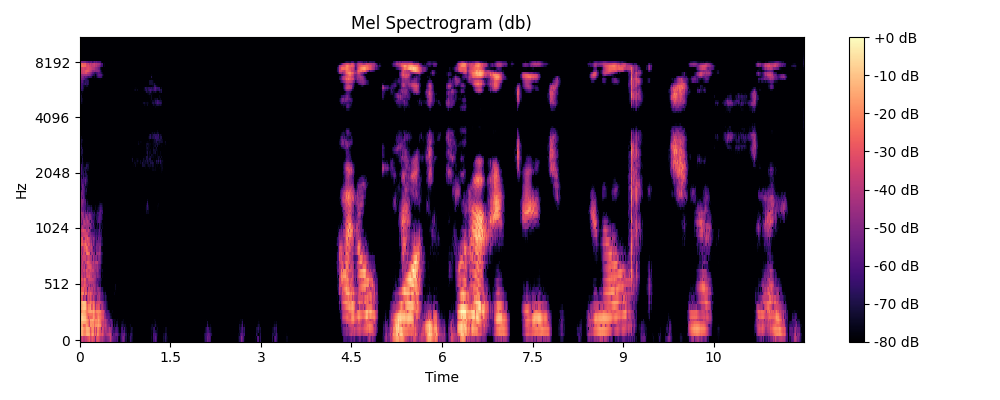 Mel Spectrogram (db)
Hz
8192
4096
2048
1024
512
0
0 1.5 3 4.5 6 7.5 9 10
Time
+0 dB
-10 dB
-20 dB
-30 dB
-40 dB
-50 dB
-60 dB
-70 dB
-80 dB